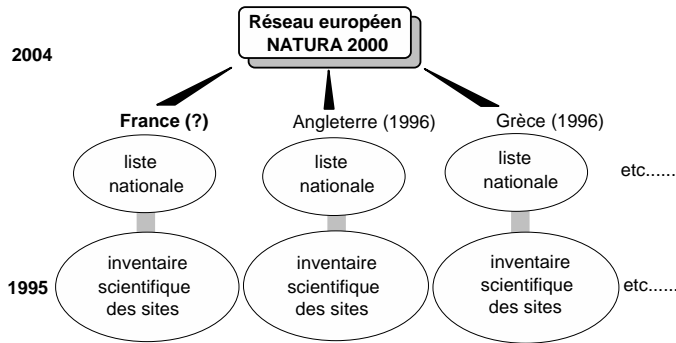 Réseau européen
NATURA 2000
2004
France (?)
Angleterre (1996)
Grèce (1996)
liste
nationale
liste
nationale
liste
nationale
etc......
inventaire
scientifique
des sites
inventaire
scientifique
des sites
inventaire
scientifique
des sites
1995
etc......